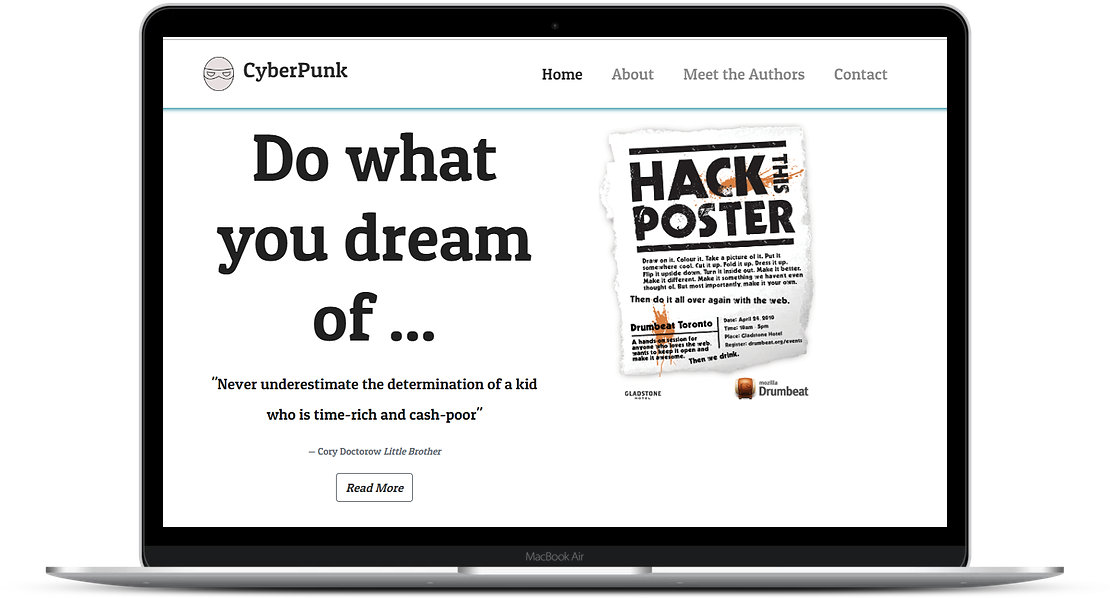 CyberPunk
Home About Meet the Authors Contact
Do what
you dream
of ...
"Never underestimate the determination of a kid
who is time-rich and cash-poor"
-- Cory Doctorow Little Brother
Read More
HACK THIS
POSTER
Draw on it. Colour it. Take a picture of it. Put it
somewhere cool. Cut it up. Fold it up. Dress it up.
Flip it upside down. Turn it inside out. Make it better.
Make it different. Make it something we haven't even
thought of. But most importantly, make it your own.
Then do it all over again with the web.
Drumbeat Toronto
A hands on session for
anyone who loves the web,
wants to keep it open and
make it awesome.
Date: April 24, 2010
Time: 10am - 5pm
Place: Gladstone Hotel
Register: drumbeat.org/events
Then we drink.
GLADSTONE
HOTEL
mozilla
Drumbeat
MacBook Air